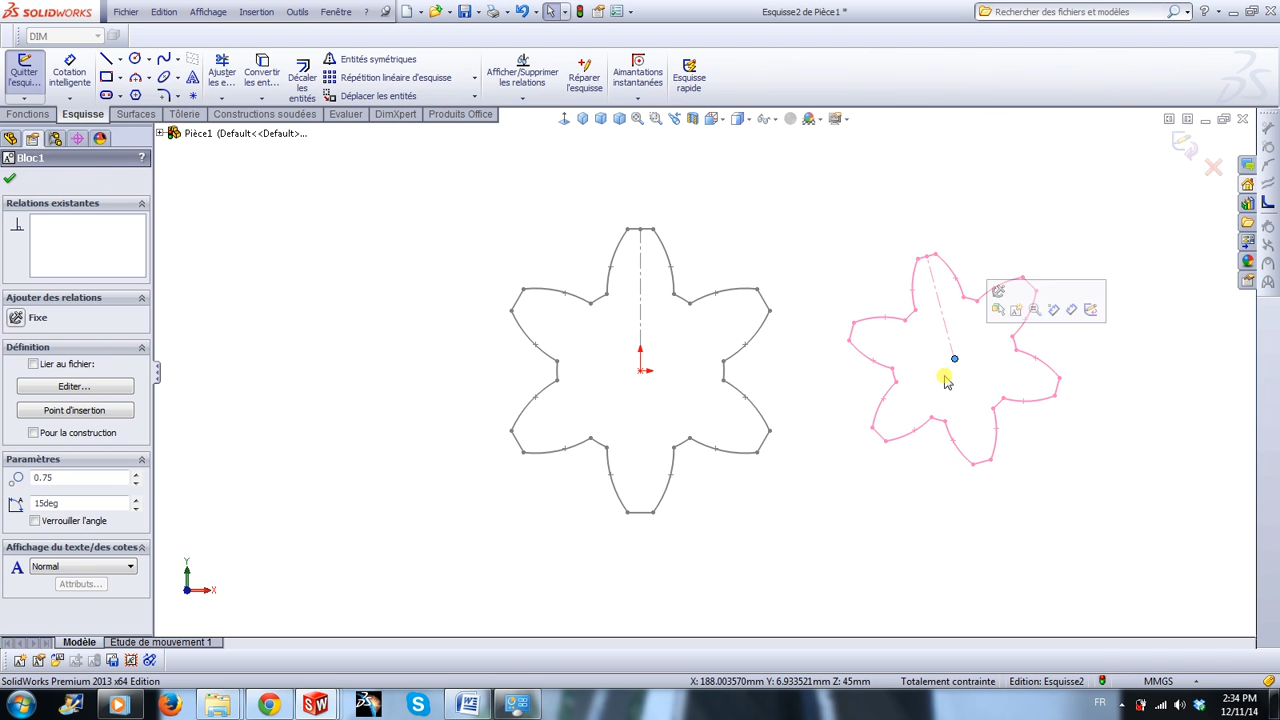 SOLIDWORKS
Fichier Edition Affichage Insertion Outils Fenêtre ?
Esquisse2 de Pièce1 *
Rechercher des fichiers et modèles
DIM
Quitter l'esqui...
Cotation intelligente
Ajuster les e...
Convertir les ent...
Décaler les entités
Entités symétriques
Répétition linéaire d'esquisse
Déplacer les entités
Afficher/Supprimer les relations
Réparer l'esquisse
Aimantations instantanées
Esquisse rapide
Fonctions Esquisse Surfaces Tôlerie Constructions soudées Evaluer DimXpert Produits Office
Pièce1 (Default<<Default>...
Bloc1 ?
Relations existantes
Ajouter des relations
Fixe
Définition
Lier au fichier
Editer...
Point d'insertion
Pour la construction
Paramètres
0.75
15deg
Verrouiller l'angle
Affichage du texte/des cotes
A Normal
Attributs...
Y
X
Modèle Etude de mouvement 1
SolidWorks Premium 2013 x64 Edition
X: 188.003570mm Y: 6.933521mm Z: 45mm
Totalement contrainte
Edition: Esquisse2
MMGS
FR
2:34 PM
12/11/14